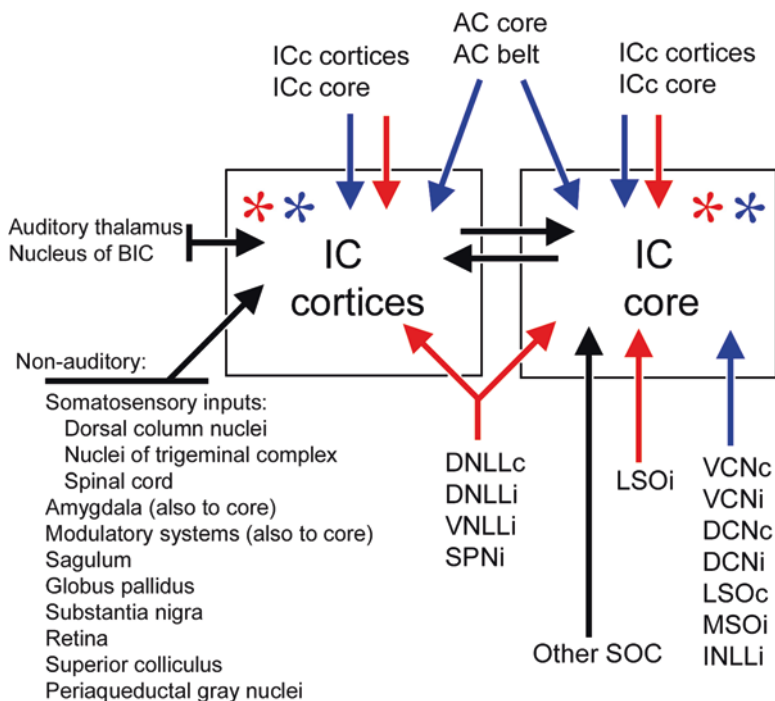 AC core
AC belt
ICc cortices
ICc core
ICc cortices
ICc core
* *
* *
Auditory thalamus
Nucleus of BIC
IC
cortices
IC
core
Non-auditory:
Somatosensory inputs:
Dorsal column nuclei
Nuclei of trigeminal complex
Spinal cord
Amygdala (also to core)
Modulatory systems (also to core)
Sagulum
Globus pallidus
Substantia nigra
Retina
Superior colliculus
Periaqueductal gray nuclei
DNLLc
DNLLi
VNLLi
SPNi
Other SOC
LSOi
VCNc
VCNi
DCNc
DCNi
LSOc
MSOi
INLLi